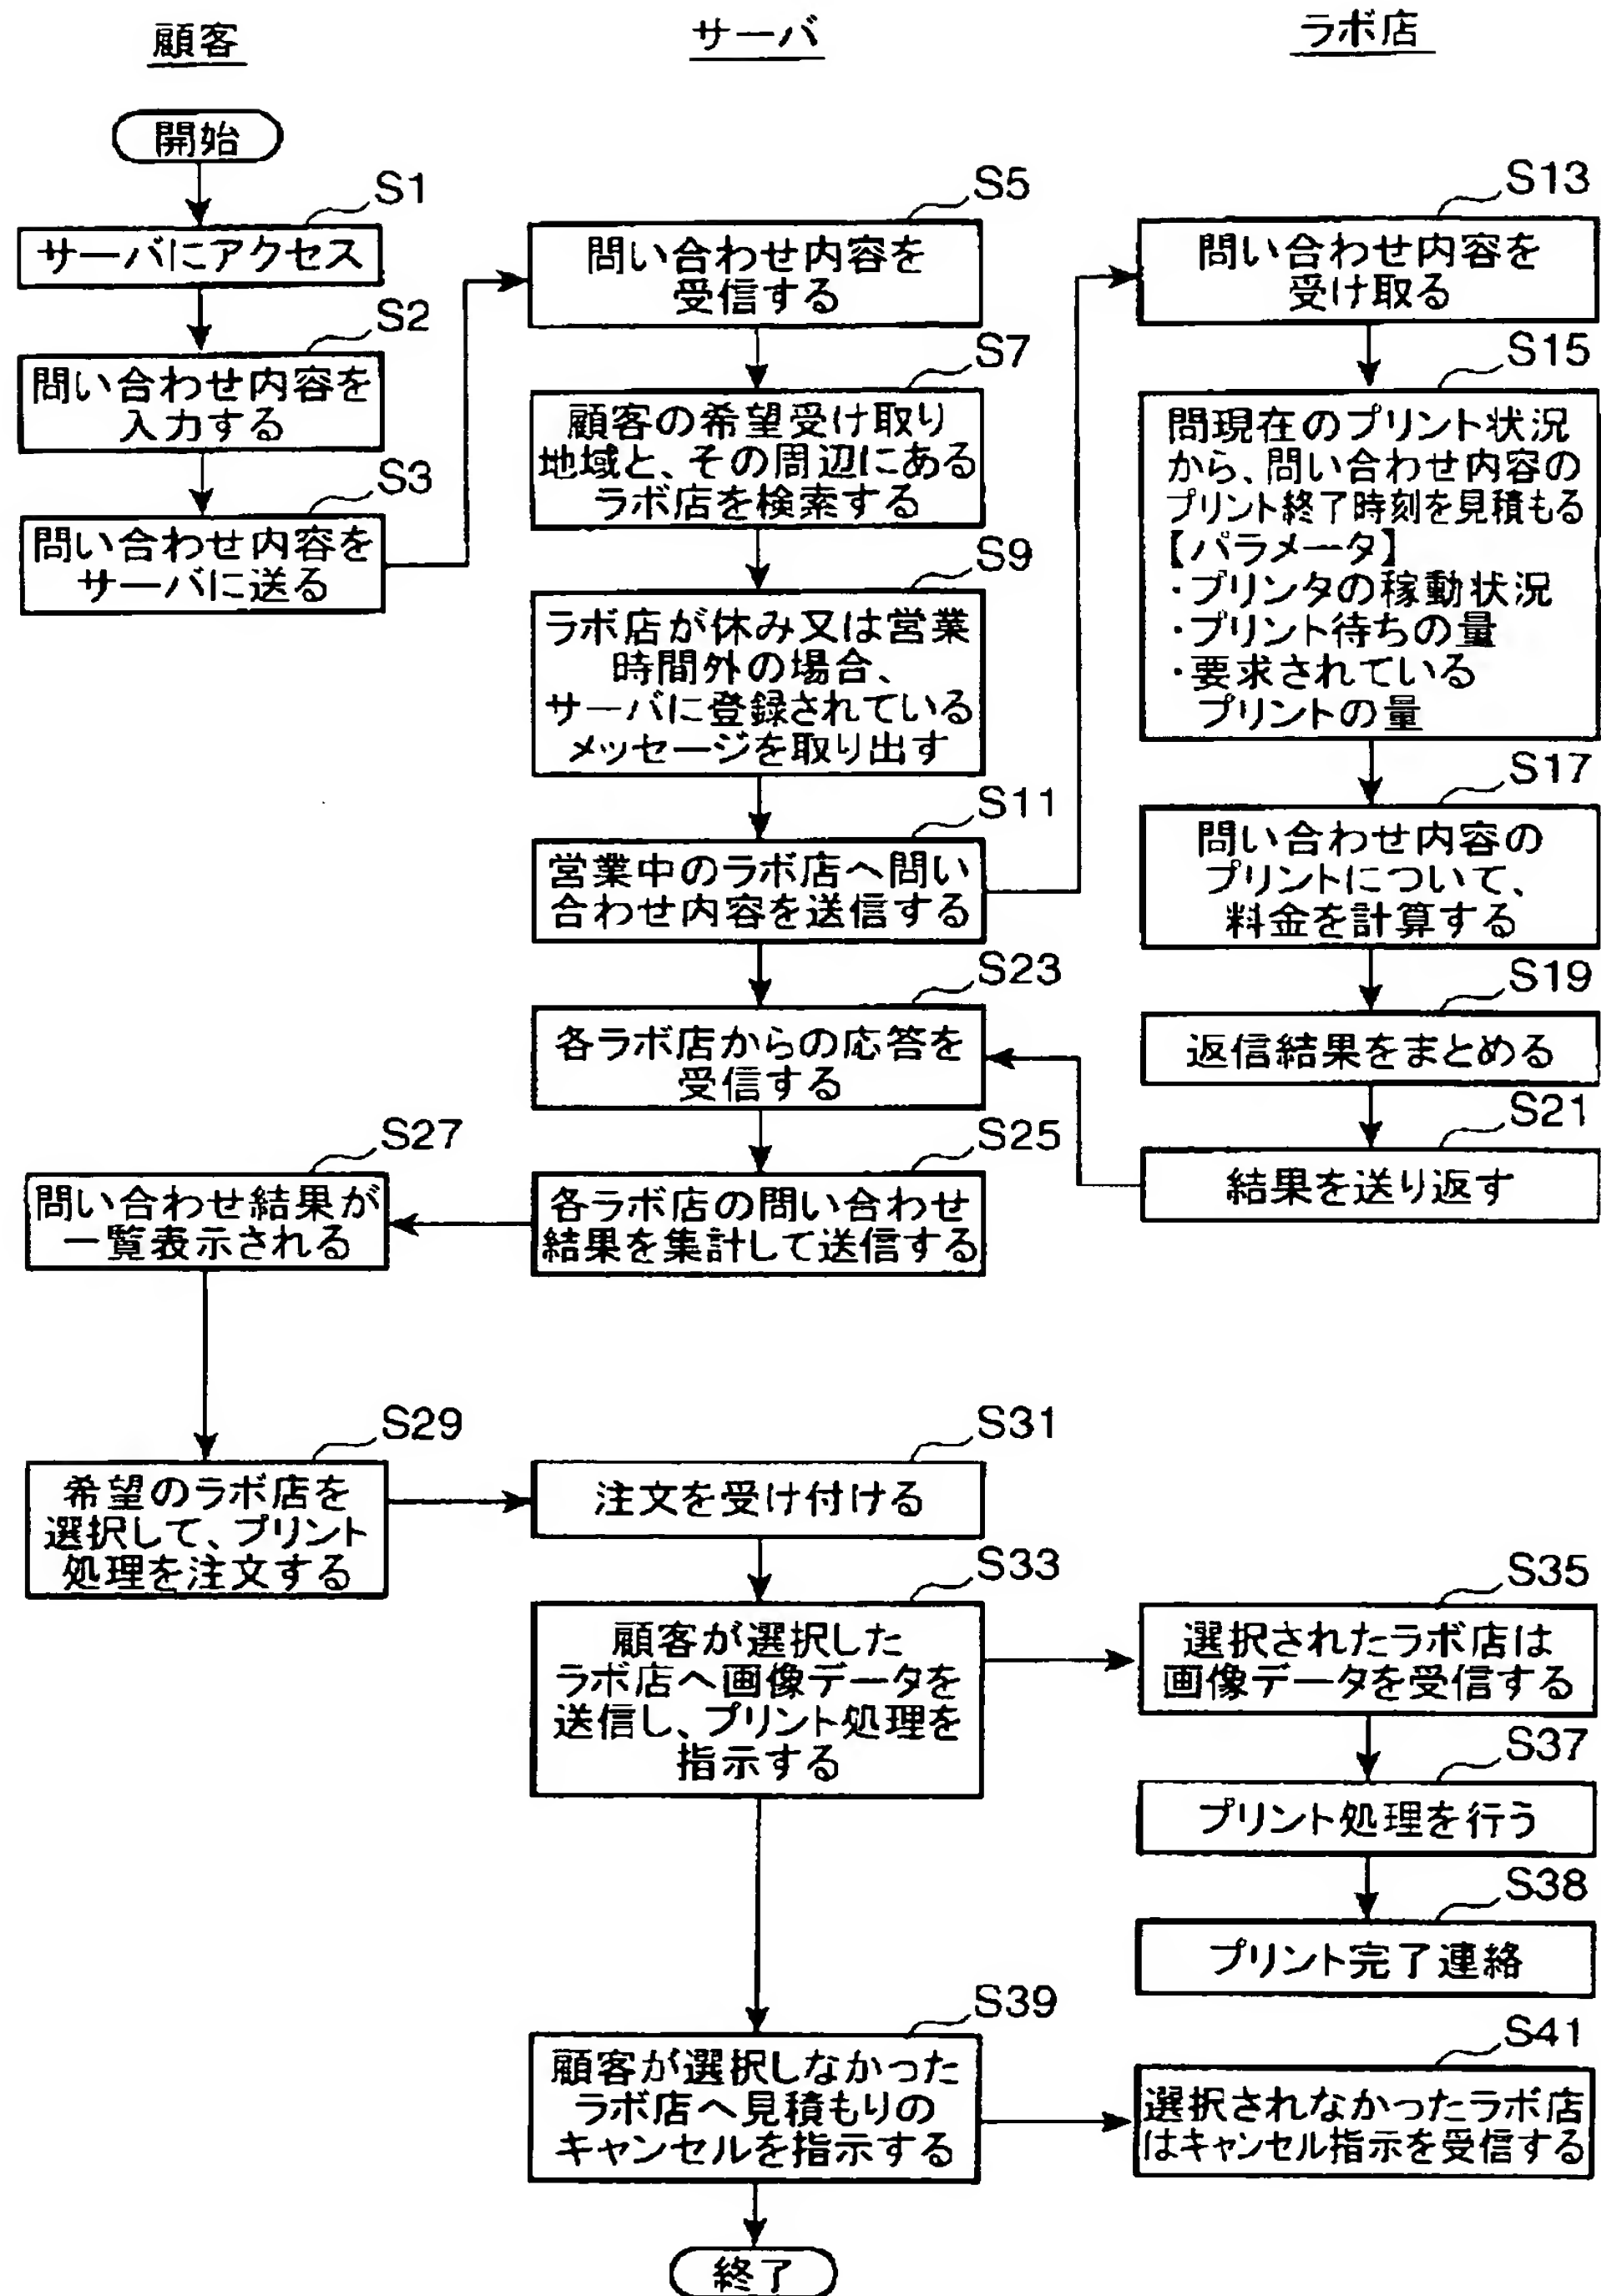 顧客
サーバ
ラボ店
開始
S1
サーバにアクセス
S2
問い合わせ内容を
入力する
S3
問い合わせ内容を
サーバに送る
S5
問い合わせ内容を
受信する
S7
顧客の希望受け取り
地域と、その周辺にある
ラボ店を検索する
S9
ラボ店が休み又は営業
時間外の場合、
サーバに登録されている
メッセージを取り出す
S11
営業中のラボ店へ問い
合わせ内容を送信する
S13
問い合わせ内容を
受け取る
S15
問現在のプリント状況
から、問い合わせ内容の
プリント終了時刻を見積もる
【パラメータ】
・プリンタの稼動状況
・プリント待ちの量
・要求されている
プリントの量
S17
問い合わせ内容の
プリントについて、
料金を計算する
S19
返信結果をまとめる
S21
結果を送り返す
S23
各ラボ店からの応答を
受信する
S25
各ラボ店の問い合わせ
結果を集計して送信する
S27
問い合わせ結果が
一覧表示される
S29
希望のラボ店を
選択して、プリント
処理を注文する
S31
注文を受け付ける
S33
顧客が選択した
ラボ店へ画像データを
送信し、プリント処理を
指示する
S35
選択されたラボ店は
画像データを受信する
S37
プリント処理を行う
S38
プリント完了連絡
S39
顧客が選択しなかった
ラボ店へ見積もりの
キャンセルを指示する
S41
選択されなかったラボ店
はキャンセル指示を受信する
終了